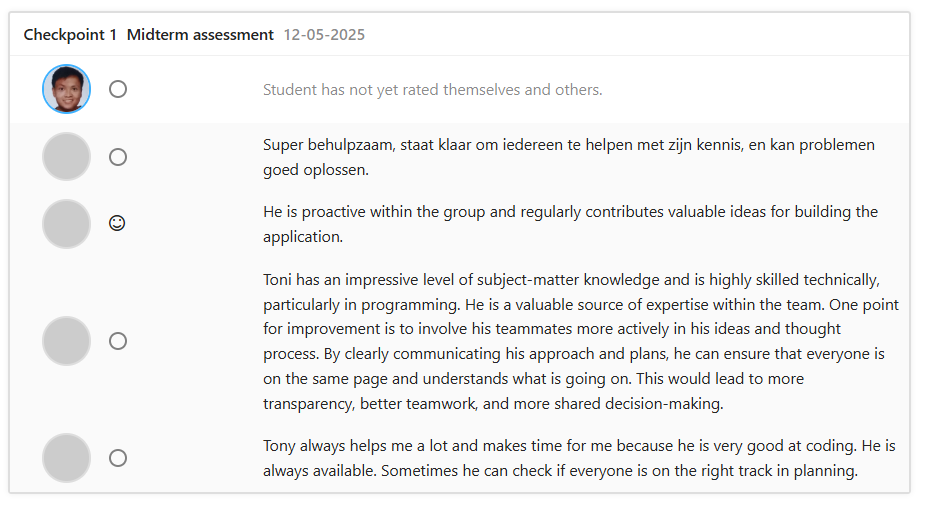 Checkpoint 1 Midterm assessment 12-05-2025
Student has not yet rated themselves and others.
Super behulpzaam, staat klaar om iedereen te helpen met zijn kennis, en kan problemen
goed oplossen.
He is proactive within the group and regularly contributes valuable ideas for building the
application.
Toni has an impressive level of subject-matter knowledge and is highly skilled technically,
particularly in programming. He is a valuable source of expertise within the team. One point
for improvement is to involve his teammates more actively in his ideas and thought
process. By clearly communicating his approach and plans, he can ensure that everyone is
on the same page and understands what is going on. This would lead to more
transparency, better teamwork, and more shared decision-making.
Tony always helps me a lot and makes time for me because he is very good at coding. He is
always available. Sometimes he can check if everyone is on the right track in planning.